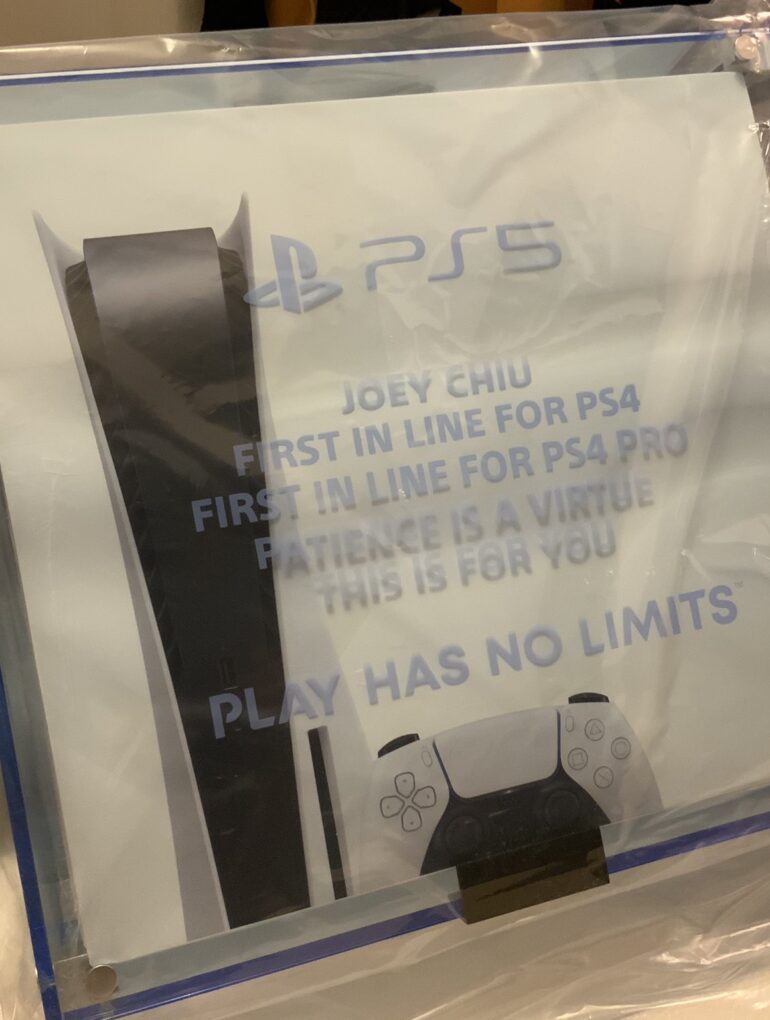 PS5
JOEY CHIU
FIRST IN LINE FOR PS4
FIRST IN LINE FOR PS4 PRO
PATIENCE IS A VIRTUE
THIS IS FOR YOU
PLAY HAS NO LIMITS™